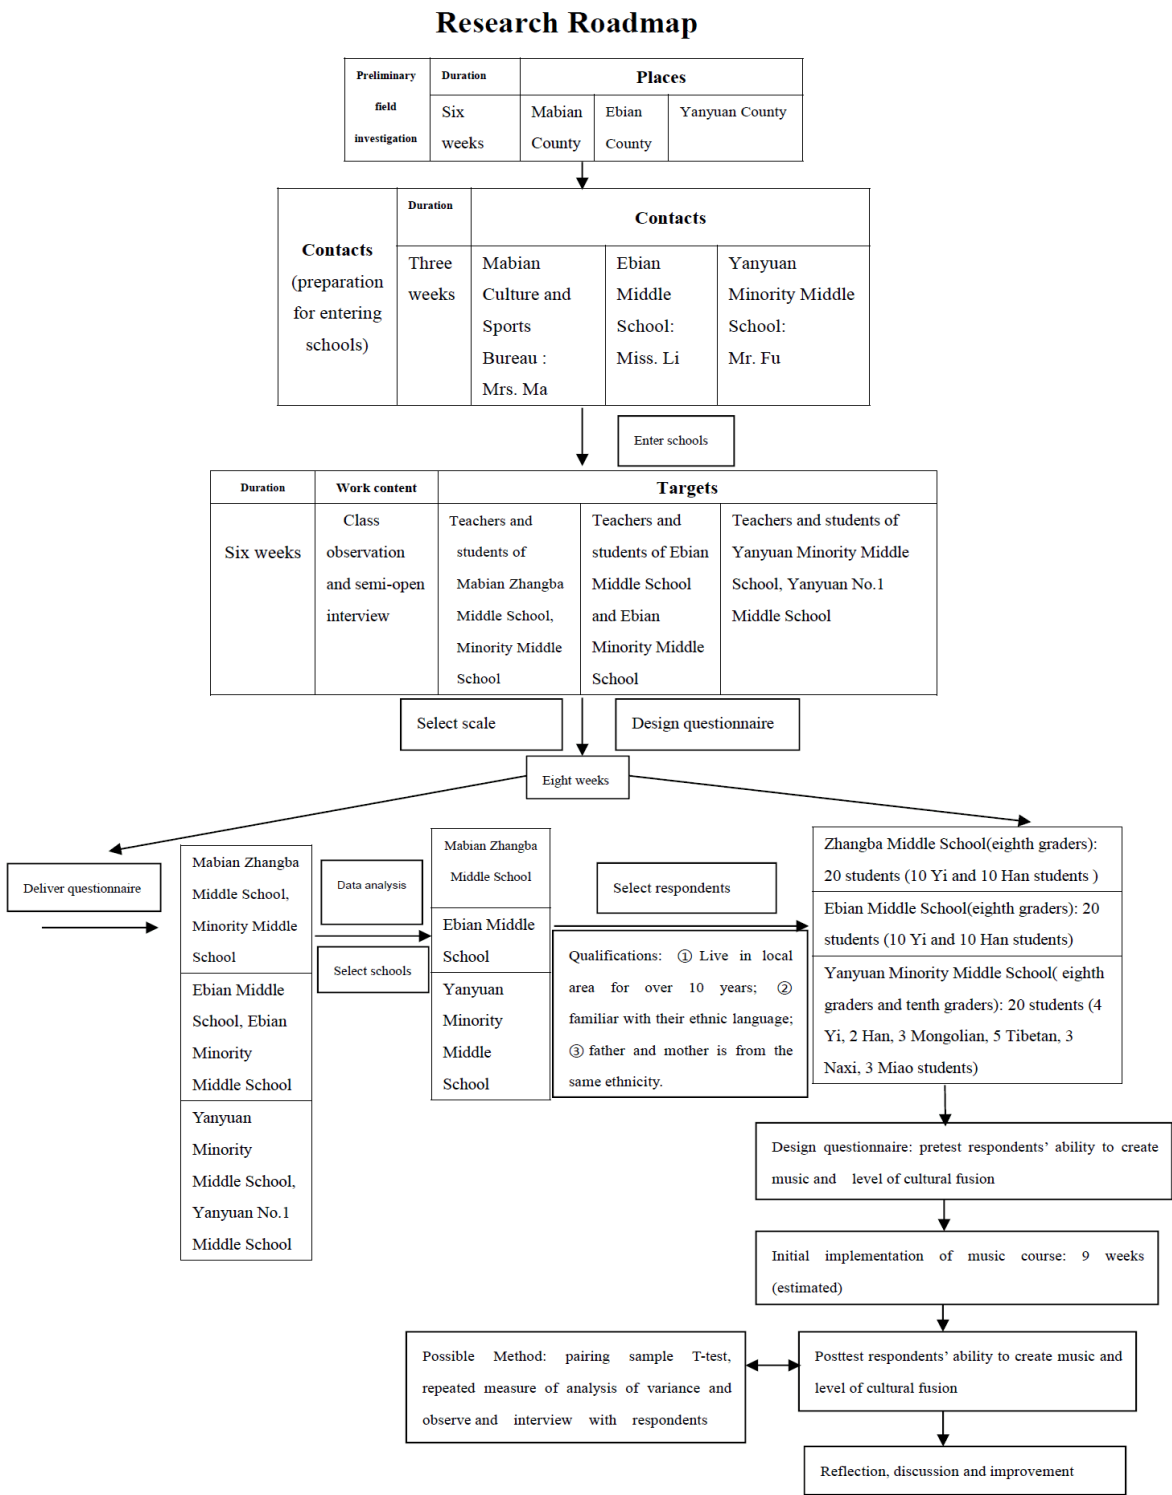 Research Roadmap
Preliminary
field
investigation
Duration
Places
Six
weeks
Mabian
County
Ebian
County
Yanyuan County
Contacts
(preparation
for entering
schools)
Duration
Contacts
Three
weeks
Mabian
Culture and
Sports
Bureau :
Mrs. Ma
Ebian
Middle
School:
Miss. Li
Yanyuan
Minority Middle
School:
Mr. Fu
Enter schools
Duration
Work content
Targets
Six weeks
Class
observation
and semi-open
interview
Teachers and
students of
Mabian Zhangba
Middle School,
Minority Middle
School
Teachers and
students of Ebian
Middle School
and Ebian
Minority Middle
School
Teachers and students of
Yanyuan Minority Middle
School, Yanyuan No.1
Middle School
Select scale
Design questionnaire
Eight weeks
Deliver questionnaire
Mabian Zhangba
Middle School,
Minority Middle
School
Ebian Middle
School, Ebian
Minority
Middle School
Yanyuan
Minority
Middle School,
Yanyuan No.1
Middle School
Data analysis
Select schools
Mabian Zhangba
Middle School
Ebian Middle
School
Yanyuan
Minority
Middle
School
Select respondents
Qualifications: ① Live in local
area for over 10 years; ②
familiar with their ethnic language;
③ father and mother is from the
same ethnicity.
Zhangba Middle School(eighth graders):
20 students (10 Yi and 10 Han students )
Ebian Middle School(eighth graders): 20
students (10 Yi and 10 Han students)
Yanyuan Minority Middle School( eighth
graders and tenth graders): 20 students (4
Yi, 2 Han, 3 Mongolian, 5 Tibetan, 3
Naxi, 3 Miao students)
Design questionnaire: pretest respondents' ability to create
music and level of cultural fusion
Initial implementation of music course: 9 weeks
(estimated)
Possible Method: pairing sample T-test,
repeated measure of analysis of variance and
observe and interview with respondents
Posttest respondents' ability to create music and
level of cultural fusion
Reflection, discussion and improvement